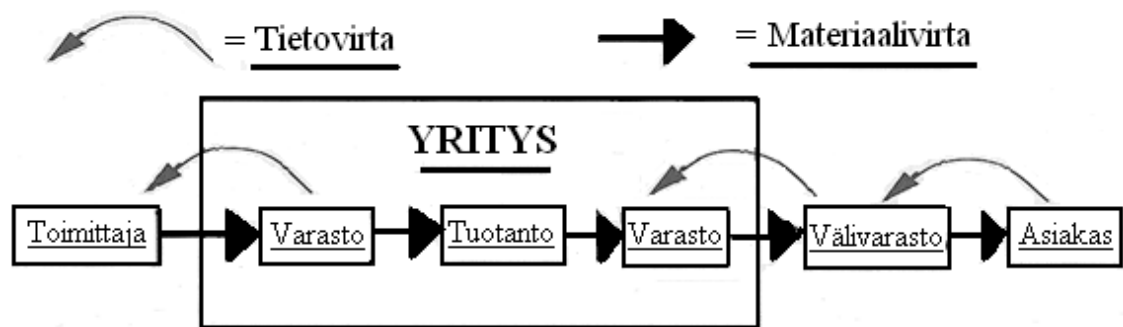 = Tietovirta
= Materiaalivirta
YRITYS
Toimittaja
Varasto
Tuotanto
Varasto
Välivarasto
Asiakas